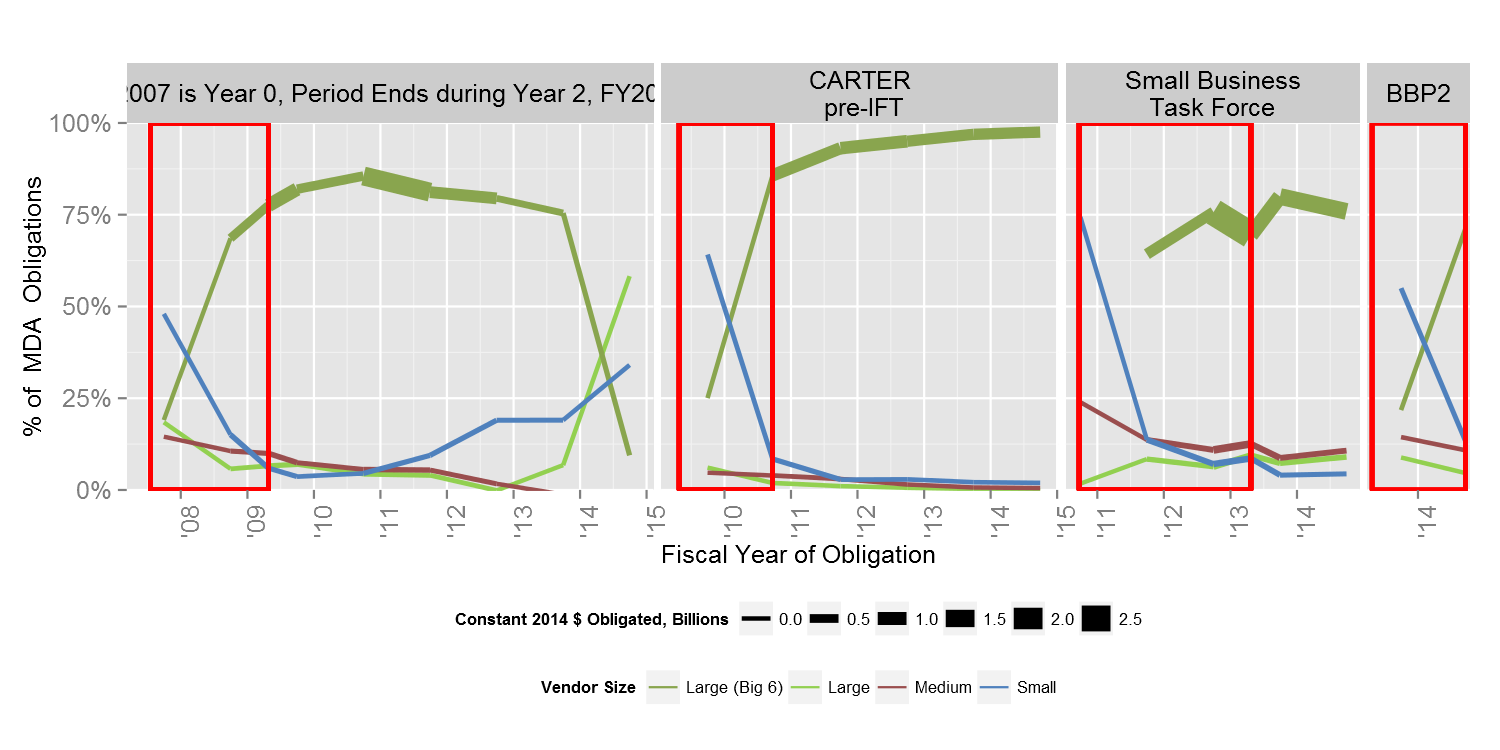 2007 is Year 0, Period Ends during Year 2, FY20
CARTER
pre-IFT
Small Business
Task Force
BBP2
% of MDA Obligations
100%
75%
50%
25%
0%
'08 '09 '10 '11 '12 '13 '14 '15
'10 '11 '12 '13 '14 '15
'11 '12 '13 '14
'14
Fiscal Year of Obligation
Constant 2014 $ Obligated, Billions 0.0 0.5 1.0 1.5 2.0 2.5
Vendor Size Large (Big 6) Large Medium Small